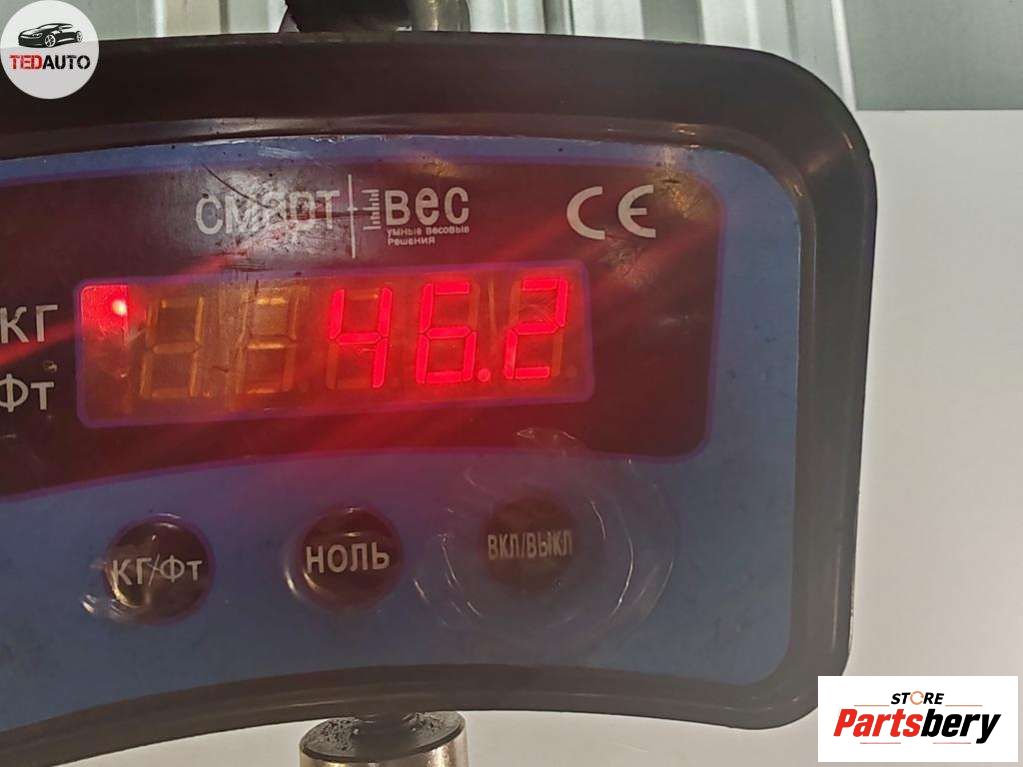 TEDAUTO
СМАРТ ВЕС
умные весовые
решения
CE
КГ
Фт
46.2
КГ/Фт
НОЛЬ
ВКЛ/ВЫКЛ
STORE
Partsbery